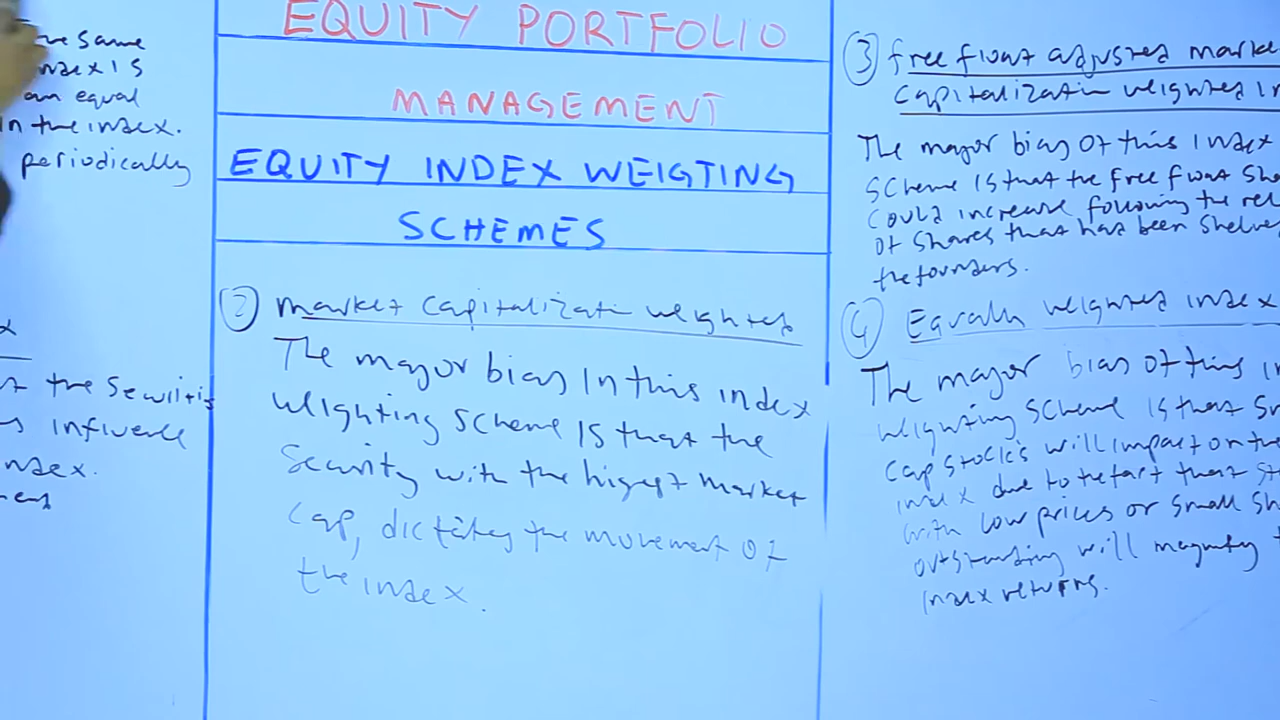 same
index is
an equal
in the index.
periodically
the Securities
influence
index.
EQUITY PORTFOLIO
MANAGEMENT
EQUITY INDEX WEIGTING
SCHEMES
② market capitalization weighted
The major bias in this index
weighting scheme is that the
Security with the highest market
cap, dictates the movement of
the index.
③ free float adjusted
capitalization weighted
The major bias of this index
scheme is that the free float
could increase following the
of shares that has been
the founders.
④ Equally weighted index
The major bias of this
weighting scheme is that
cap stocks will impact on the
index due to the fact that
with low prices or small
outstanding will magnify
index returns.